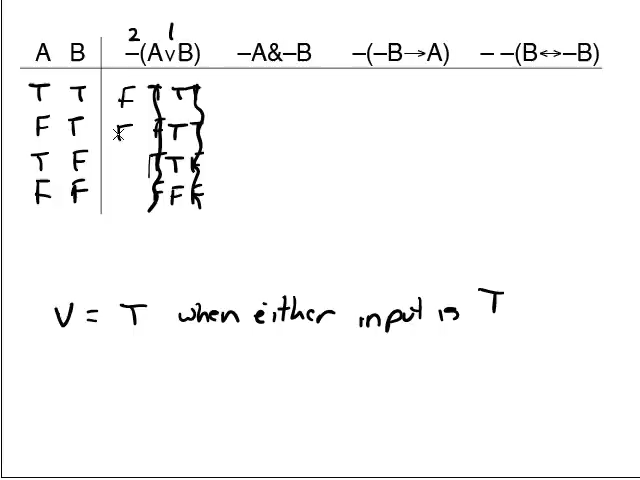 2 1
A B –(AvB) –A&–B –(–B→A) – –(B↔–B)
T T F T T T
F T F F T T
T F T T F
F F F F F
V = T when either input is T